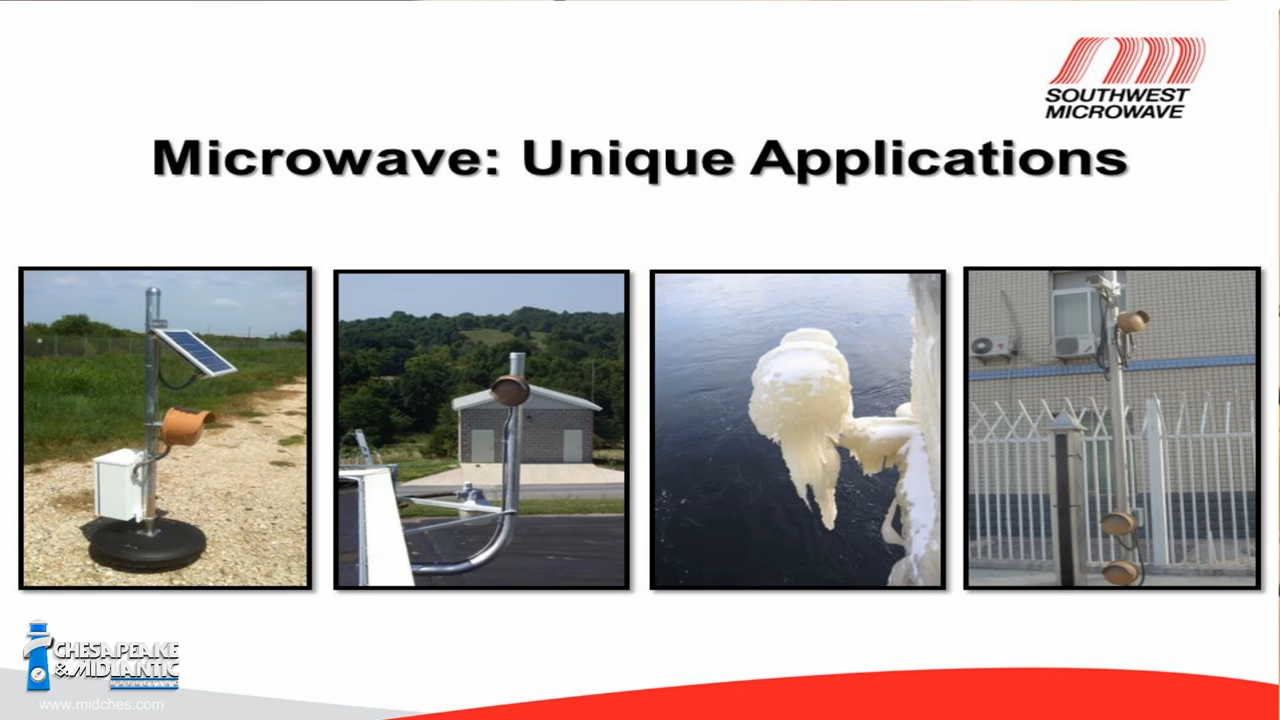 SOUTHWEST
MICROWAVE
Microwave: Unique Applications
CHESAPEAKE
& MIDLANTIC
www.midches.com